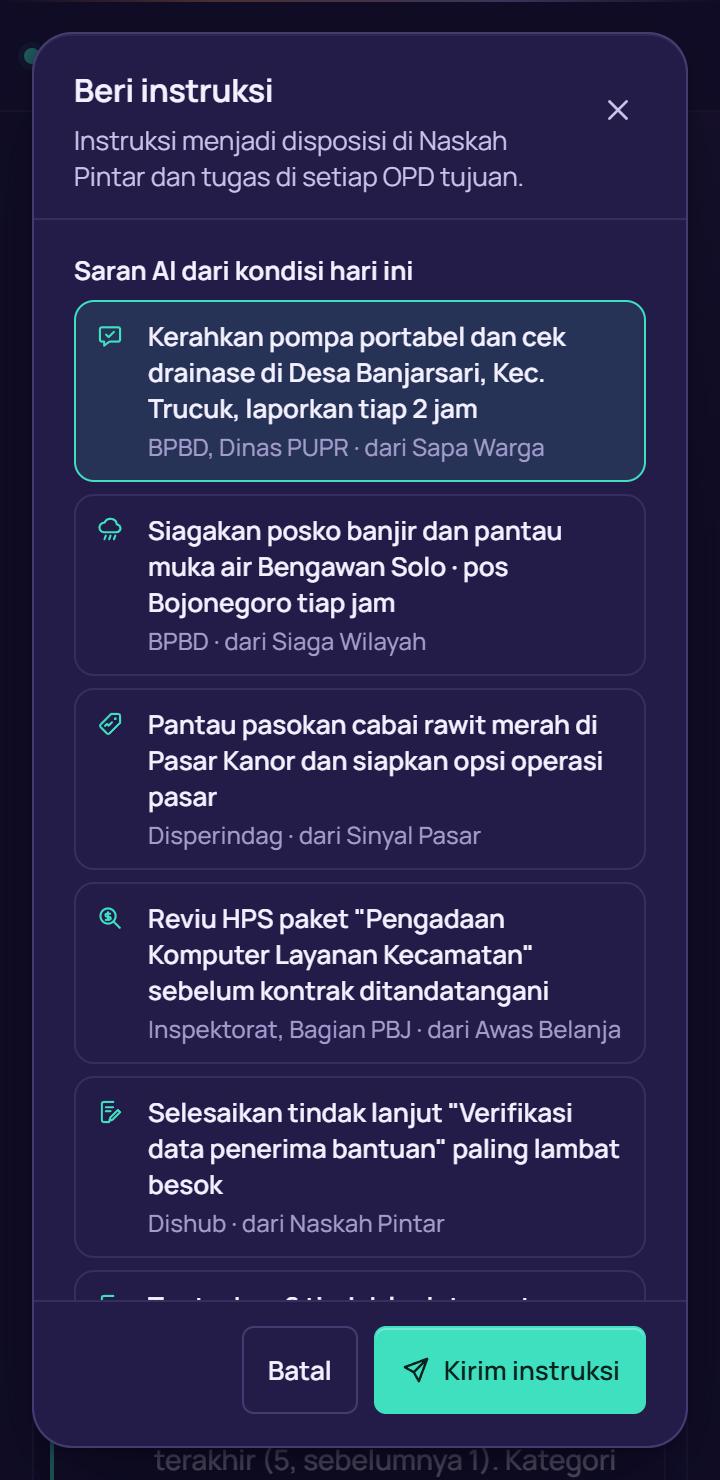 Beri instruksi
Instruksi menjadi disposisi di Naskah
Pintar dan tugas di setiap OPD tujuan.
Saran AI dari kondisi hari ini
Kerahkan pompa portabel dan cek
drainase di Desa Banjarsari, Kec.
Trucuk, laporkan tiap 2 jam
BPBD, Dinas PUPR · dari Sapa Warga
Siagakan posko banjir dan pantau
muka air Bengawan Solo · pos
Bojonegoro tiap jam
BPBD · dari Siaga Wilayah
Pantau pasokan cabai rawit merah di
Pasar Kanor dan siapkan opsi operasi
pasar
Disperindag · dari Sinyal Pasar
Reviu HPS paket "Pengadaan
Komputer Layanan Kecamatan"
sebelum kontrak ditandatangani
Inspektorat, Bagian PBJ · dari Awas Belanja
Selesaikan tindak lanjut "Verifikasi
data penerima bantuan" paling lambat
besok
Dishub · dari Naskah Pintar
Batal
Kirim instruksi
terakhir (5, sebelumnya 1). Kategori